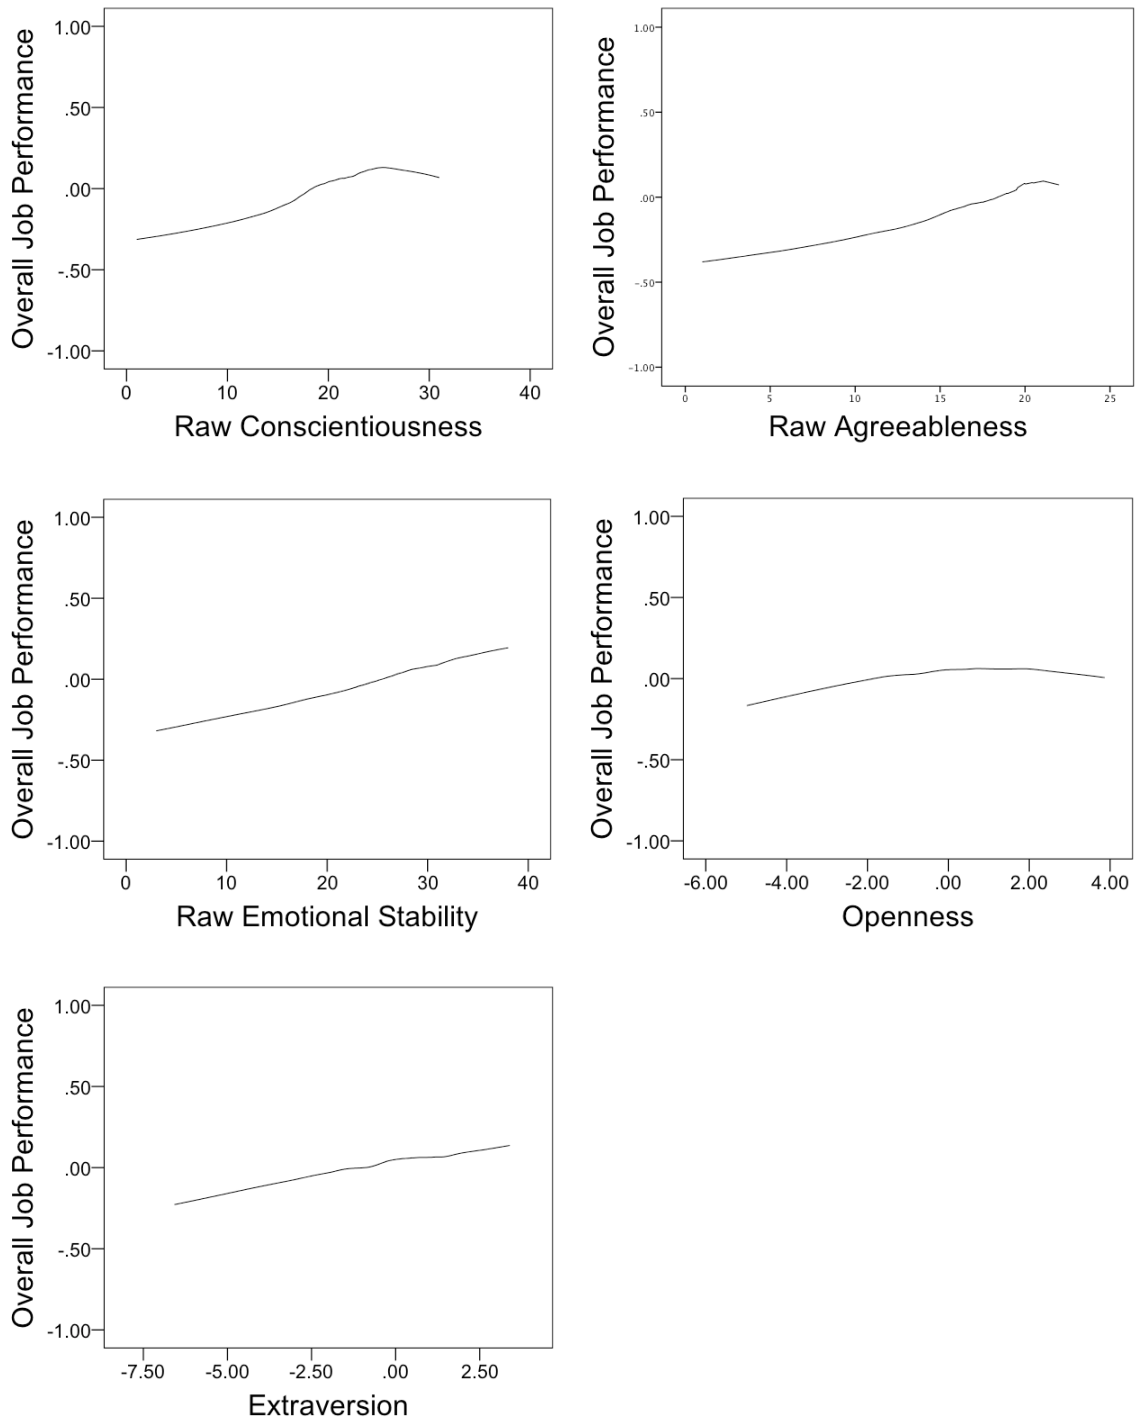 Overall Job Performance
1.00
.50
.00
-.50
-1.00
0 10 20 30 40
Raw Conscientiousness
Overall Job Performance
1.00
.50
.00
-.50
-1.00
0 5 10 15 20 25
Raw Agreeableness
Overall Job Performance
1.00
.50
.00
-.50
-1.00
0 10 20 30 40
Raw Emotional Stability
Overall Job Performance
1.00
.50
.00
-.50
-1.00
-6.00 -4.00 -2.00 .00 2.00 4.00
Openness
Overall Job Performance
1.00
.50
.00
-.50
-1.00
-7.50 -5.00 -2.50 .00 2.50
Extraversion